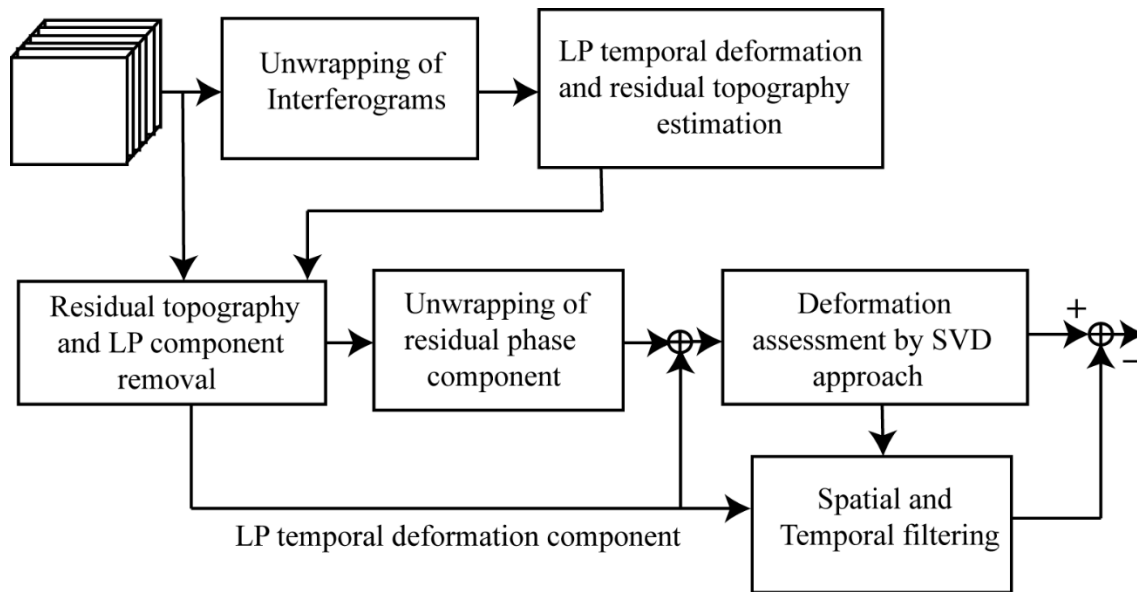 Unwrapping of
Interferograms
LP temporal deformation
and residual topography
estimation
Residual topography
and LP component
removal
Unwrapping of
residual phase
component
Deformation
assessment by SVD
approach
+
−
Spatial and
Temporal filtering
LP temporal deformation component